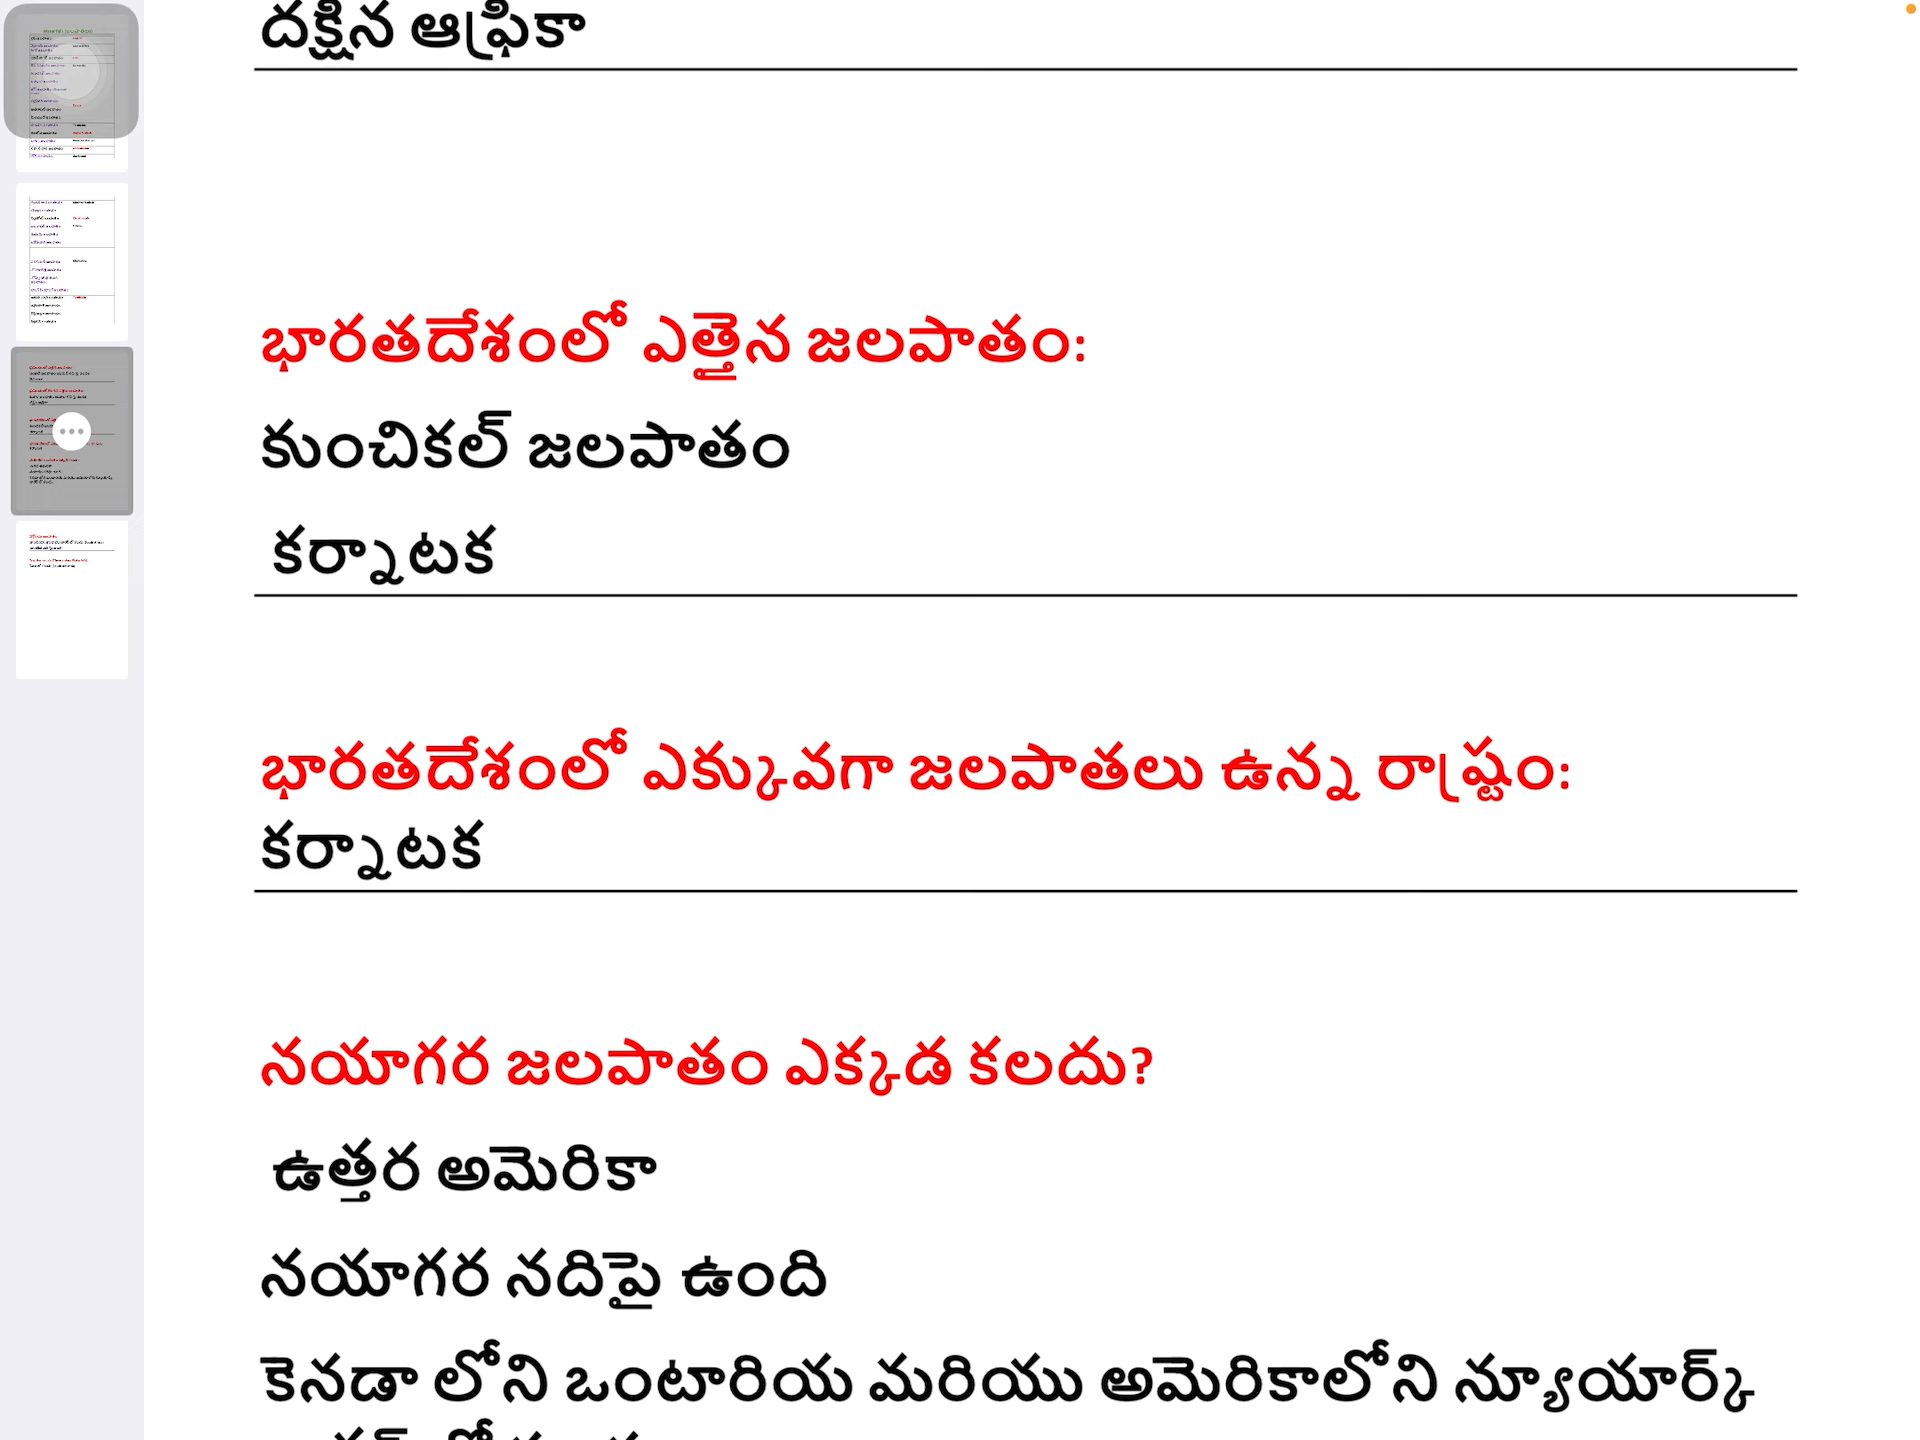 దక్షిన ఆఫ్రికా
భారతదేశంలో ఎత్తైన జలపాతం:
కుంచికల్ జలపాతం
కర్నాటక
భారతదేశంలో ఎక్కువగా జలపాతలు ఉన్న రాష్ట్రం:
కర్నాటక
నయాగర జలపాతం ఎక్కడ కలదు?
ఉత్తర అమెరికా
నయాగర నదిపై ఉంది
కెనడా లోని ఒంటారియ మరియు అమెరికాలోని న్యూయార్క్